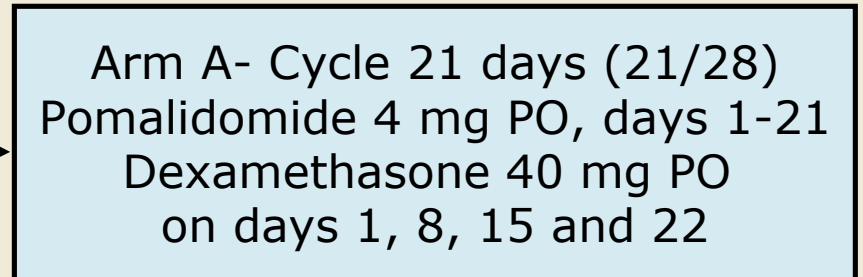 Arm A- Cycle 21 days (21/28)
Pomalidomide 4 mg PO, days 1-21
Dexamethasone 40 mg PO
on days 1, 8, 15 and 22